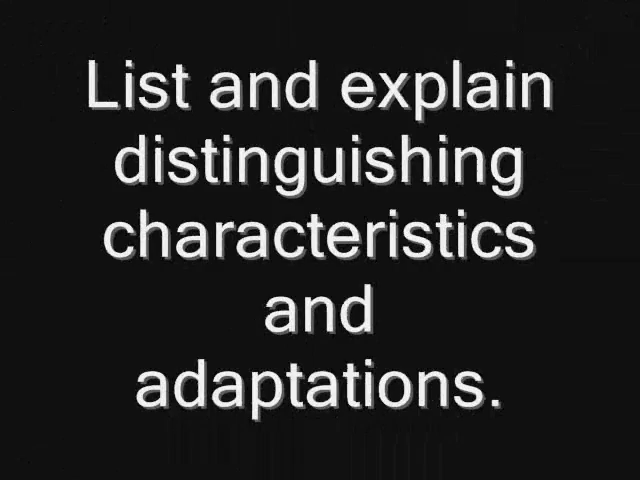 List and explain
distinguishing
characteristics
and
adaptations.